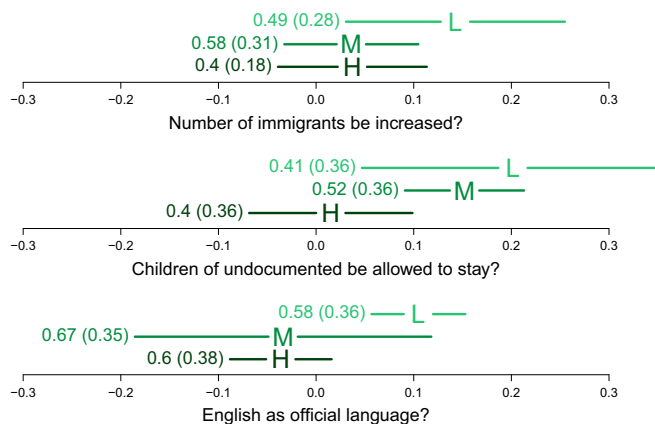 0.49 (0.28) L
0.58 (0.31) M
0.4 (0.18) H
−0.3 −0.2 −0.1 0.0 0.1 0.2 0.3
Number of immigrants be increased?
0.41 (0.36) L
0.52 (0.36) M
0.4 (0.36) H
−0.3 −0.2 −0.1 0.0 0.1 0.2 0.3
Children of undocumented be allowed to stay?
0.58 (0.36) L
0.67 (0.35) M
0.6 (0.38) H
−0.3 −0.2 −0.1 0.0 0.1 0.2 0.3
English as official language?